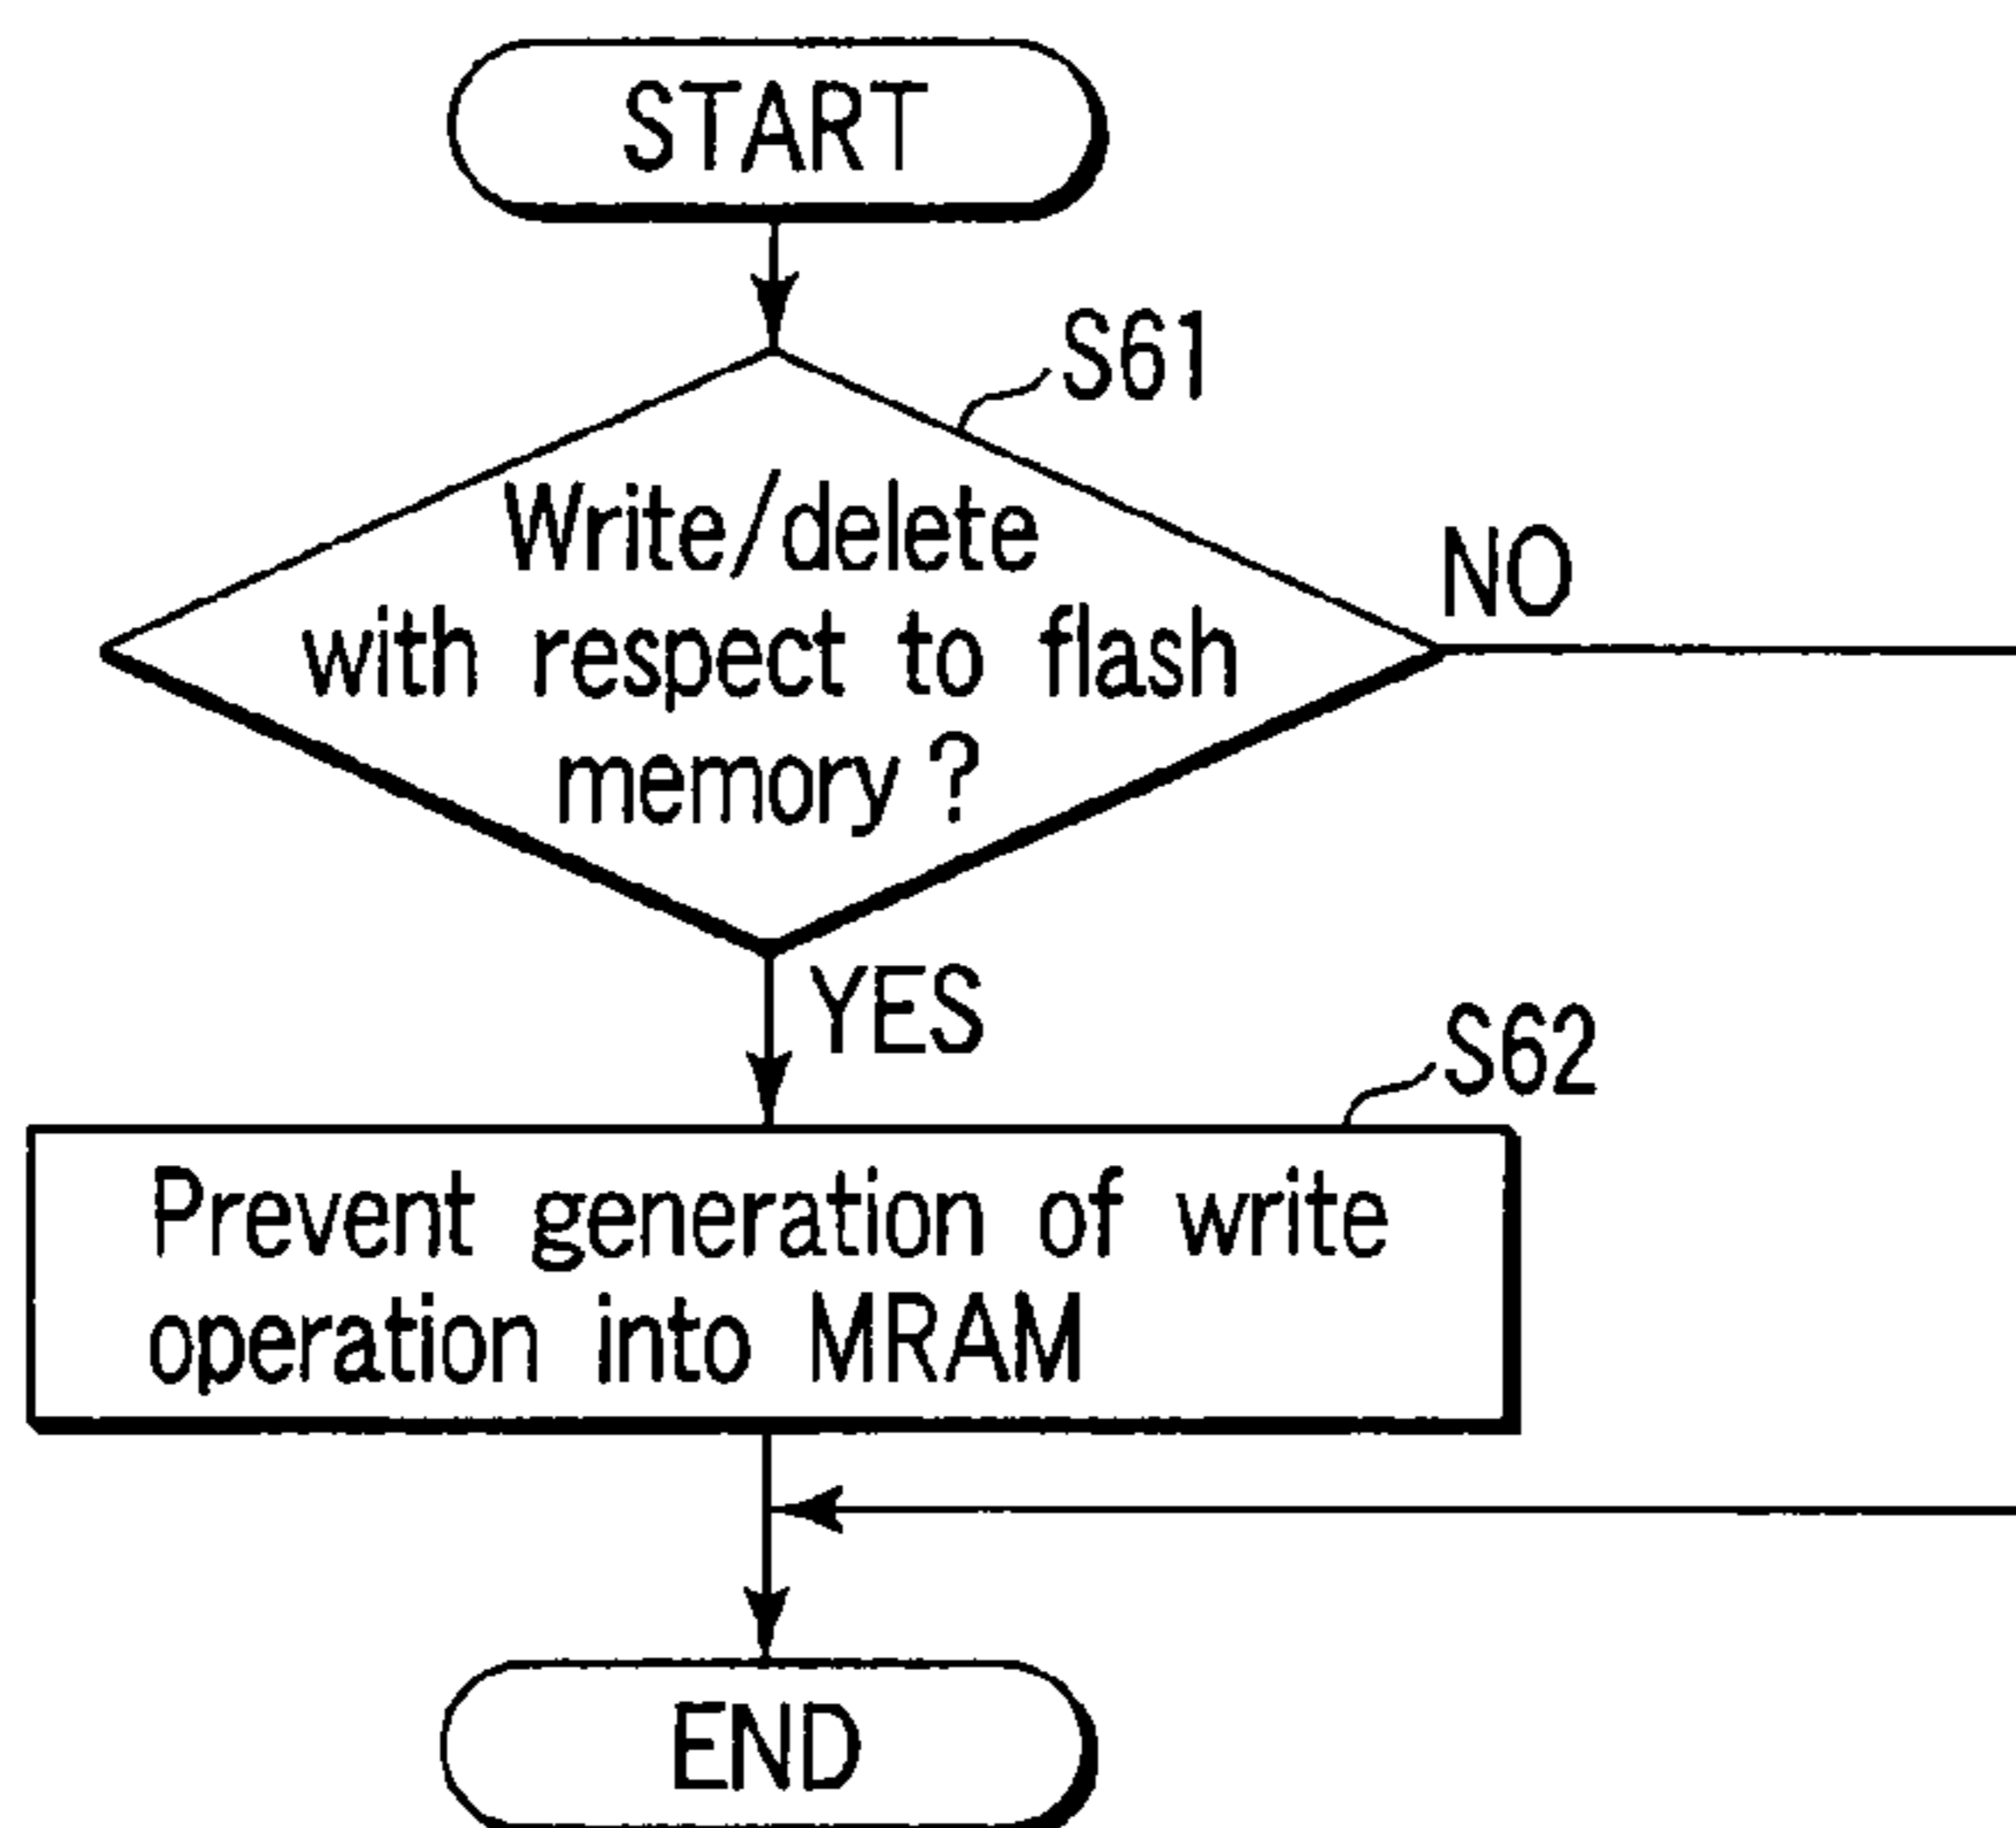 START
S61
Write/delete
with respect to flash
memory ?
NO
YES
S62
Prevent generation of write
operation into MRAM
END